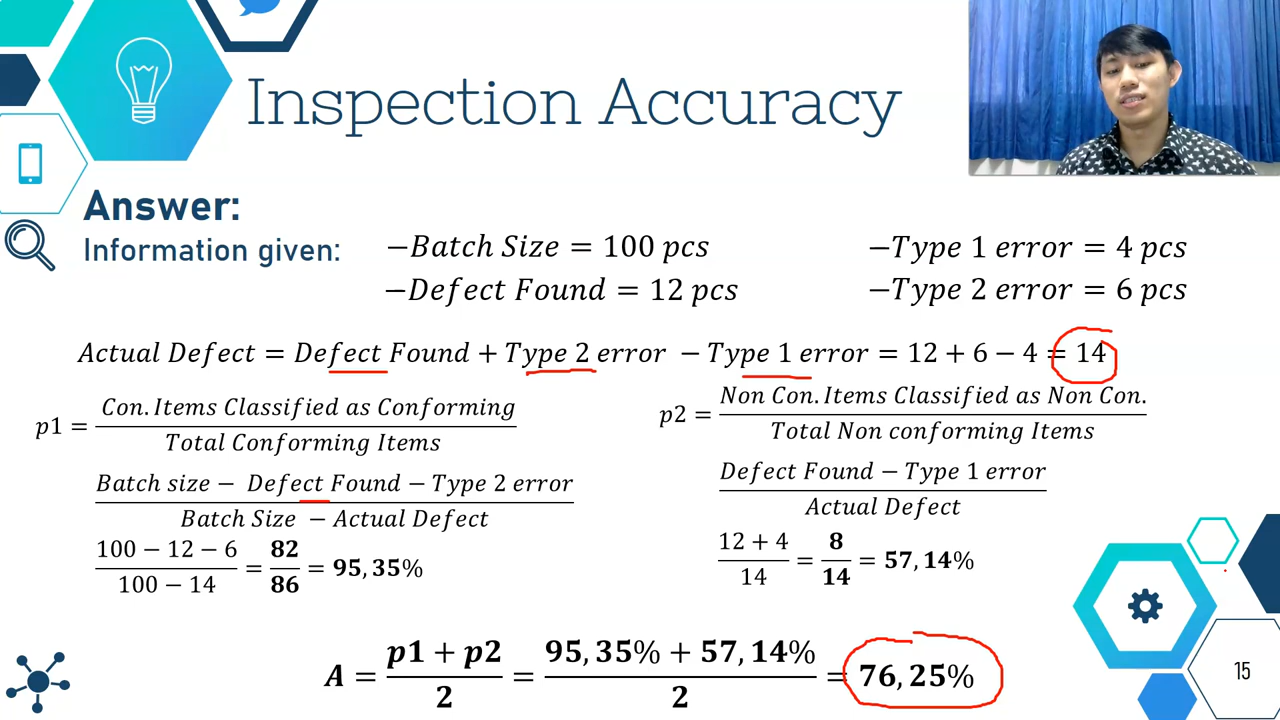 Inspection Accuracy
Answer:
Information given:
−Batch Size = 100 pcs
−Type 1 error = 4 pcs
−Defect Found = 12 pcs
−Type 2 error = 6 pcs
Actual Defect = Defect Found + Type 2 error − Type 1 error = 12 + 6 − 4 = 14
p1 = Con. Items Classified as Conforming / Total Conforming Items
Batch size − Defect Found − Type 2 error / Batch Size − Actual Defect
100 − 12 − 6 / 100 − 14 = 82 / 86 = 95,35%
p2 = Non Con. Items Classified as Non Con. / Total Non conforming Items
Defect Found − Type 1 error / Actual Defect
12 + 4 / 14 = 8 / 14 = 57,14%
A = p1 + p2 / 2 = 95,35% + 57,14% / 2 = 76,25%
15